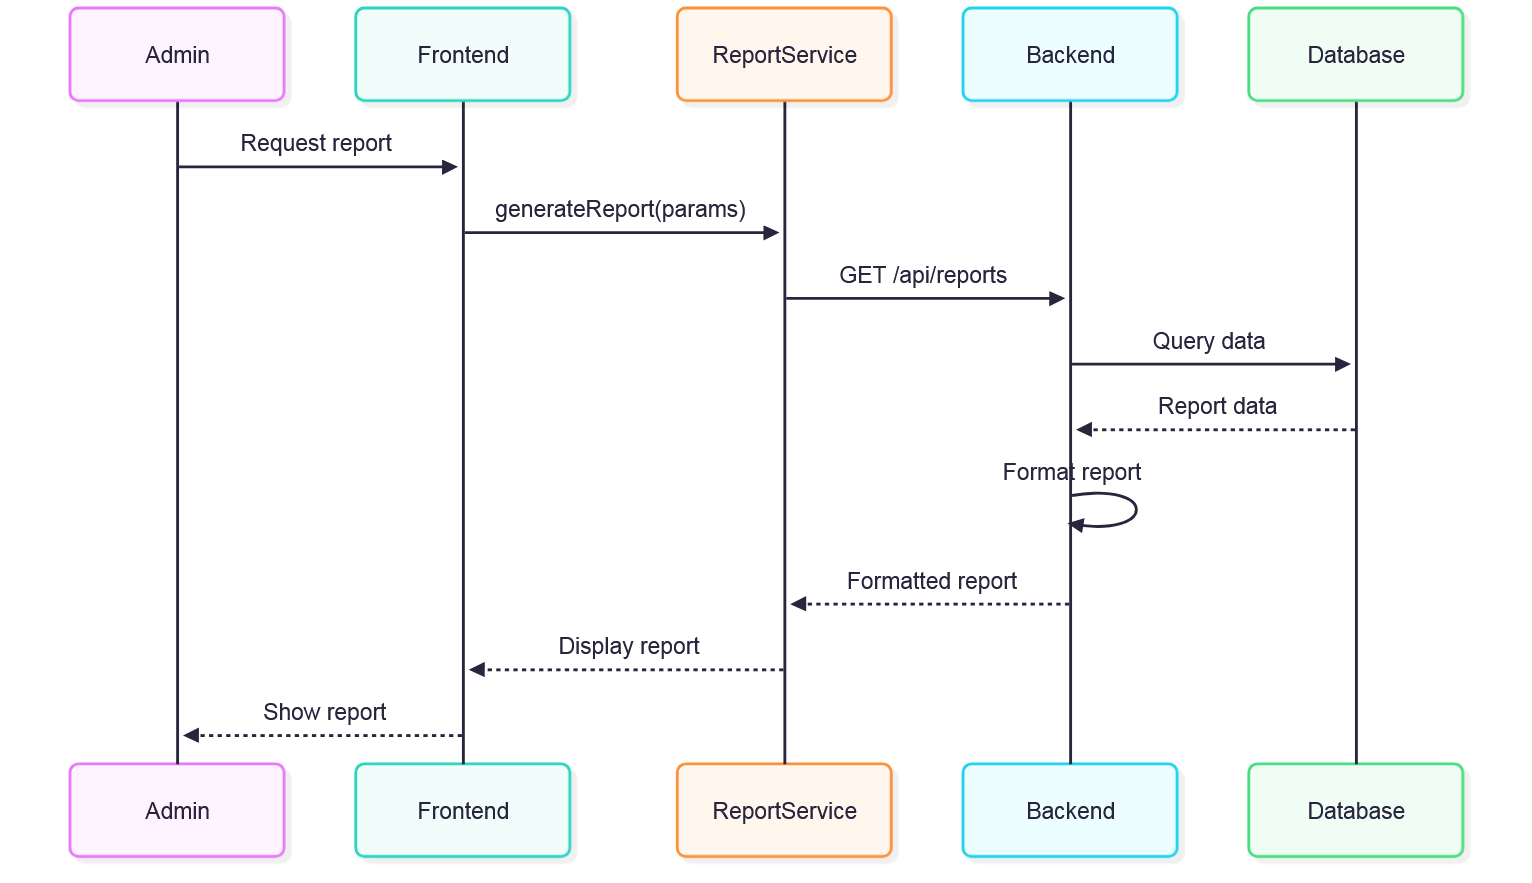 Admin
Frontend
ReportService
Backend
Database
Request report
generateReport(params)
GET /api/reports
Query data
Report data
Format report
Formatted report
Display report
Show report
Admin
Frontend
ReportService
Backend
Database